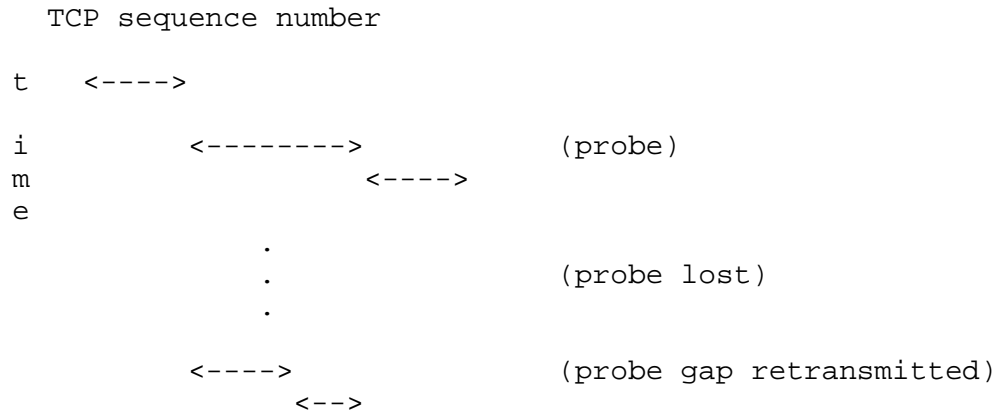 TCP sequence number
t <---->
i <--------> (probe)
m <---->
e
.
. (probe lost)
.
<----> (probe gap retransmitted)
<-->